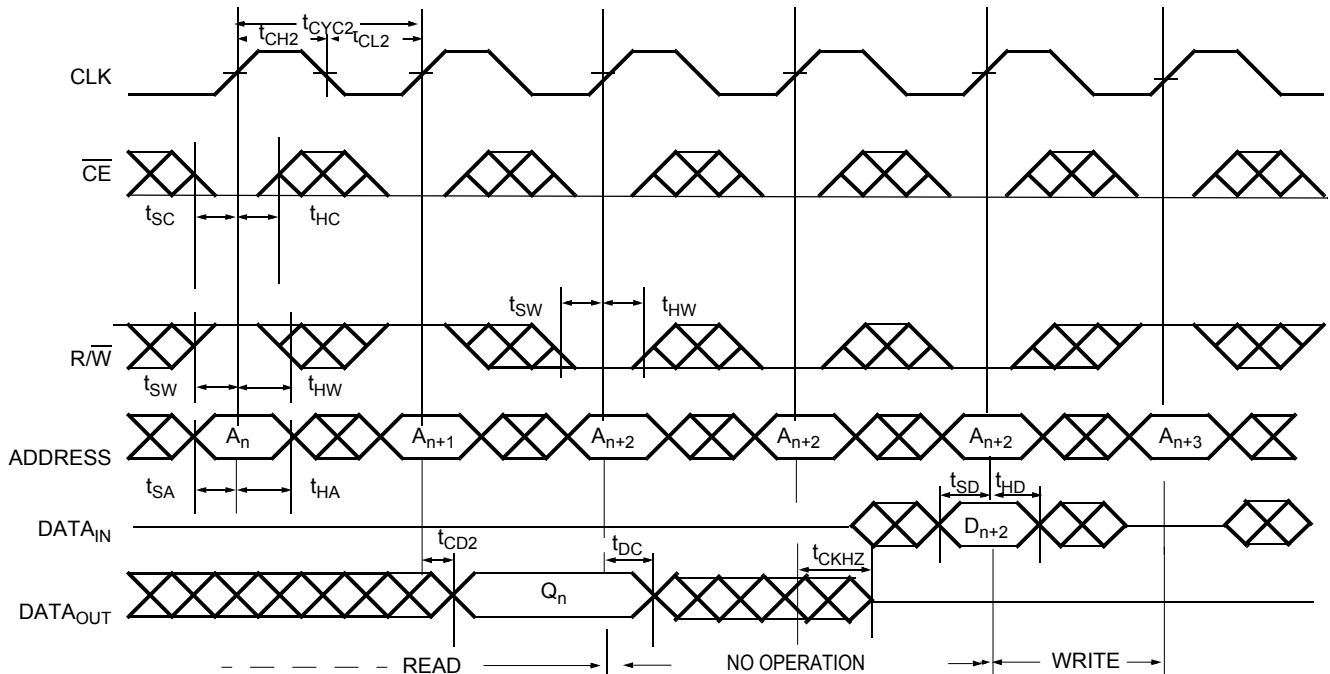 tCYC2
tCH2
tCL2
CLK
CE
tSC
tHC
tSW
tHW
R/W
tSW
tHW
An
An+1
An+2
An+2
An+2
An+3
ADDRESS
tSA
tHA
tSD
tHD
DATAIN
Dn+2
tCD2
tDC
tCKHZ
Qn
DATAOUT
READ
NO OPERATION
WRITE